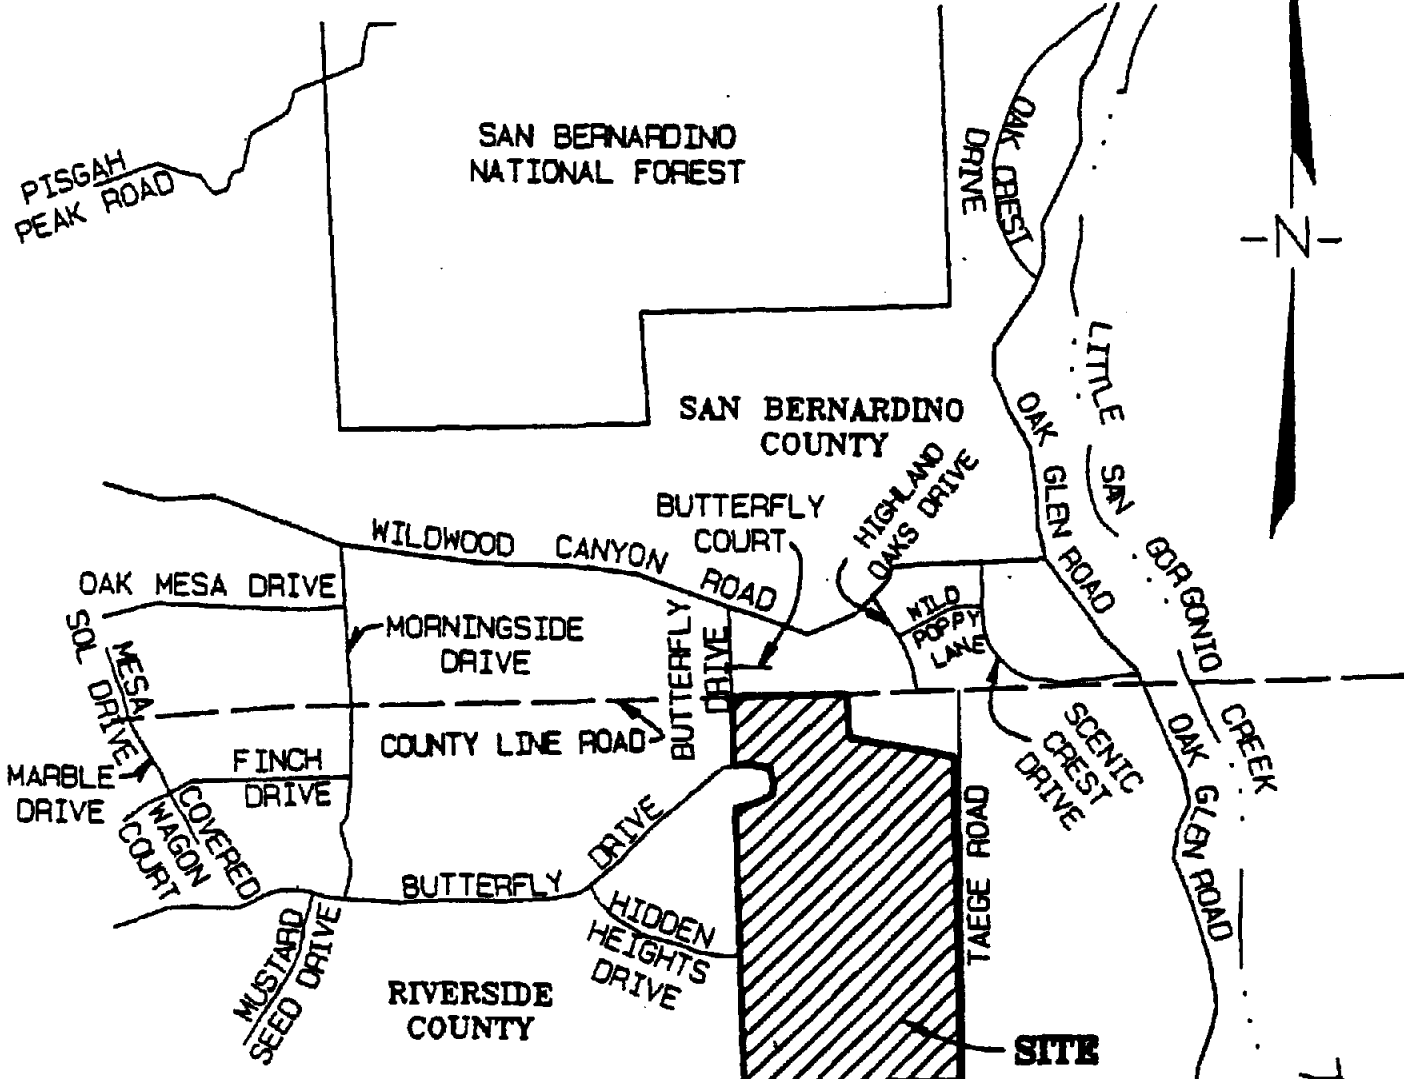 SAN BERNARDINO
NATIONAL FOREST
PISGAH
PEAK ROAD
OAK CREST
DRIVE
-N-
LITTLE SAN GORGONIO CREEK
SAN BERNARDINO
COUNTY
OAK GLEN ROAD
HIGHLAND
OAKS DRIVE
BUTTERFLY
COURT
WILDWOOD CANYON ROAD
OAK MESA DRIVE
MORNINGSIDE
DRIVE
BUTTERFLY
DRIVE
WILD
POPPY
LANE
MESA
SOL DRIVE
DRIVE
COUNTY LINE ROAD
SCENIC
CREST
DRIVE
OAK GLEN ROAD
FINCH
DRIVE
MARBLE
DRIVE
COVERED
WAGON
COURT
BUTTERFLY DRIVE
TAEGE ROAD
HIDDEN
HEIGHTS
DRIVE
MUSTARD
SEED DRIVE
RIVERSIDE
COUNTY
SITE